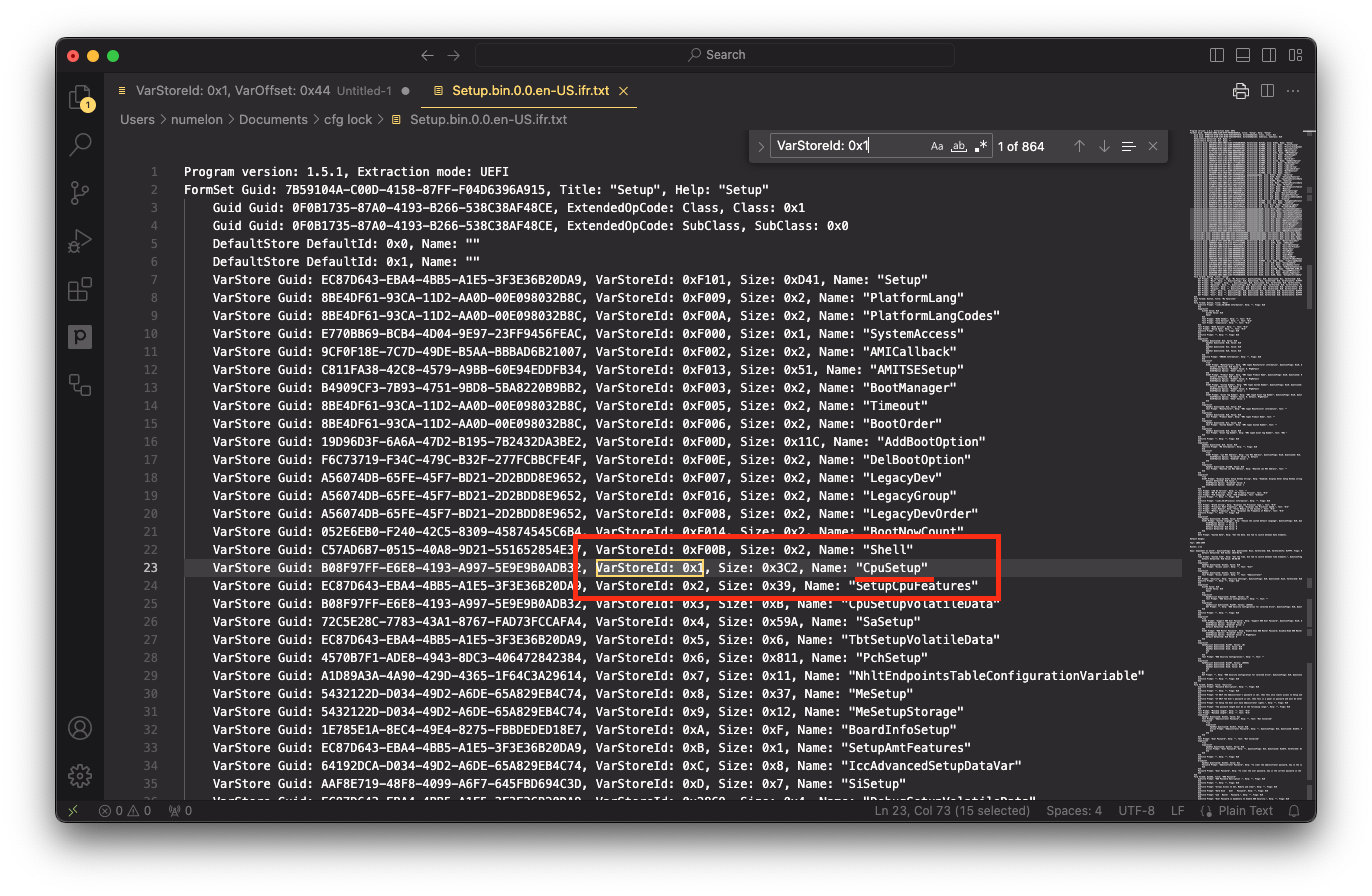 Search
VarStoreId: 0x1, VarOffset: 0x44 Untitled-1
Setup.bin.0.0.en-US.ifr.txt
1
Users > numelon > Documents > cfg lock > Setup.bin.0.0.en-US.ifr.txt
VarStoreId: 0x1 Aa ab .* 1 of 864
1 Program version: 1.5.1, Extraction mode: UEFI
2 FormSet Guid: 7B59104A-C00D-4158-87FF-F04D6396A915, Title: "Setup", Help: "Setup"
3 Guid Guid: 0F0B1735-87A0-4193-B266-538C38AF48CE, ExtendedOpCode: Class, Class: 0x1
4 Guid Guid: 0F0B1735-87A0-4193-B266-538C38AF48CE, ExtendedOpCode: SubClass, SubClass: 0x0
5 DefaultStore DefaultId: 0x0, Name: ""
6 DefaultStore DefaultId: 0x1, Name: ""
7 VarStore Guid: EC87D643-EBA4-4BB5-A1E5-3F3E36B20DA9, VarStoreId: 0xF101, Size: 0xD41, Name: "Setup"
8 VarStore Guid: 8BE4DF61-93CA-11D2-AA0D-00E098032B8C, VarStoreId: 0xF009, Size: 0x2, Name: "PlatformLang"
9 VarStore Guid: 8BE4DF61-93CA-11D2-AA0D-00E098032B8C, VarStoreId: 0xF00A, Size: 0x2, Name: "PlatformLangCodes"
10 VarStore Guid: E770BB69-BCB4-4D04-9E97-23FF9456FEAC, VarStoreId: 0xF000, Size: 0x1, Name: "SystemAccess"
11 VarStore Guid: 9CF0F18E-7C7D-49DE-B5AA-BBBAD6B21007, VarStoreId: 0xF002, Size: 0x2, Name: "AMICallback"
12 VarStore Guid: C811FA38-42C8-4579-A9BB-60E94EDDFB34, VarStoreId: 0xF013, Size: 0x51, Name: "AMITSESetup"
13 VarStore Guid: B4909CF3-7B93-4751-9BD8-5BA8220B9BB2, VarStoreId: 0xF003, Size: 0x2, Name: "BootManager"
14 VarStore Guid: 8BE4DF61-93CA-11D2-AA0D-00E098032B8C, VarStoreId: 0xF005, Size: 0x2, Name: "Timeout"
15 VarStore Guid: 8BE4DF61-93CA-11D2-AA0D-00E098032B8C, VarStoreId: 0xF006, Size: 0x2, Name: "BootOrder"
16 VarStore Guid: 19D96D3F-6A6A-47D2-B195-7B2432DA3BE2, VarStoreId: 0xF00D, Size: 0x11C, Name: "AddBootOption"
17 VarStore Guid: F6C73719-F34C-479C-B32F-277FCBBCFE4F, VarStoreId: 0xF00E, Size: 0x2, Name: "DelBootOption"
18 VarStore Guid: A56074DB-65FE-45F7-BD21-2D2BDD8E9652, VarStoreId: 0xF007, Size: 0x2, Name: "LegacyDev"
19 VarStore Guid: A56074DB-65FE-45F7-BD21-2D2BDD8E9652, VarStoreId: 0xF016, Size: 0x2, Name: "LegacyGroup"
20 VarStore Guid: A56074DB-65FE-45F7-BD21-2D2BDD8E9652, VarStoreId: 0xF008, Size: 0x2, Name: "LegacyDevOrder"
21 VarStore Guid: 052E6EB0-F240-42C5-8309-45874545C6B4, VarStoreId: 0xF014, Size: 0x2, Name: "BootNowCount"
22 VarStore Guid: C57AD6B7-0515-40A8-9D21-551652854E37, VarStoreId: 0xF00B, Size: 0x2, Name: "Shell"
23 VarStore Guid: B08F97FF-E6E8-4193-A997-5E9E9B0ADB32, VarStoreId: 0x1, Size: 0x3C2, Name: "CpuSetup"
24 VarStore Guid: EC87D643-EBA4-4BB5-A1E5-3F3E36B20DA9, VarStoreId: 0x2, Size: 0x39, Name: "SetupCpuFeatures"
25 VarStore Guid: B08F97FF-E6E8-4193-A997-5E9E9B0ADB32, VarStoreId: 0x3, Size: 0xB, Name: "CpuSetupVolatileData"
26 VarStore Guid: 72C5E28C-7783-43A1-8767-FAD73FCCAFA4, VarStoreId: 0x4, Size: 0x59A, Name: "SaSetup"
27 VarStore Guid: EC87D643-EBA4-4BB5-A1E5-3F3E36B20DA9, VarStoreId: 0x5, Size: 0x6, Name: "TbtSetupVolatileData"
28 VarStore Guid: 4570B7F1-ADE8-4943-8DC3-406472842384, VarStoreId: 0x6, Size: 0x811, Name: "PchSetup"
29 VarStore Guid: A1D89A3A-4A90-429D-4365-1F64C3A29614, VarStoreId: 0x7, Size: 0x11, Name: "NhltEndpointsTableConfigurationVariable"
30 VarStore Guid: 5432122D-D034-49D2-A6DE-65A829EB4C74, VarStoreId: 0x8, Size: 0x37, Name: "MeSetup"
31 VarStore Guid: 5432122D-D034-49D2-A6DE-65A829EB4C74, VarStoreId: 0x9, Size: 0x12, Name: "MeSetupStorage"
32 VarStore Guid: 1E785E1A-8EC4-49E4-8275-FBBDEDED18E7, VarStoreId: 0xA, Size: 0xF, Name: "BoardInfoSetup"
33 VarStore Guid: EC87D643-EBA4-4BB5-A1E5-3F3E36B20DA9, VarStoreId: 0xB, Size: 0x1, Name: "SetupAmtFeatures"
34 VarStore Guid: 64192DCA-D034-49D2-A6DE-65A829EB4C74, VarStoreId: 0xC, Size: 0x8, Name: "IccAdvancedSetupDataVar"
35 VarStore Guid: AAF8E719-48F8-4099-A6F7-645FBD694C3D, VarStoreId: 0xD, Size: 0x7, Name: "SiSetup"
0 0 0 Ln 23, Col 73 (15 selected) Spaces: 4 UTF-8 LF Plain Text